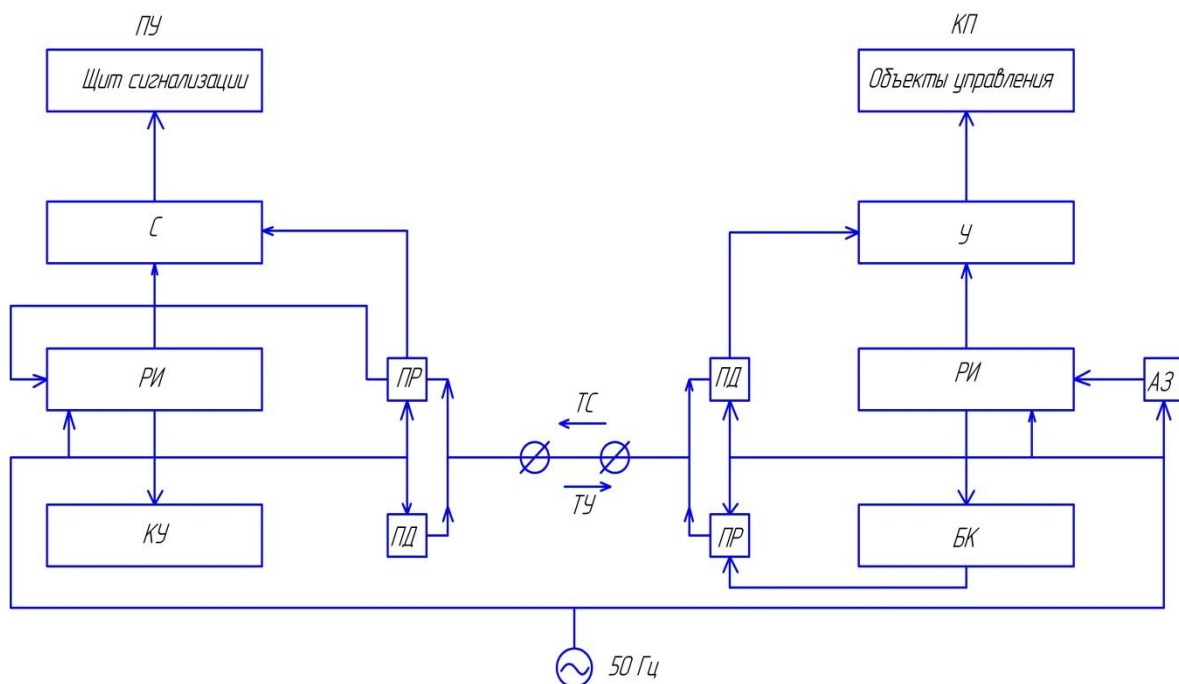 ПУ
КП
Щит сигнализации
Объекты управления
С
У
РИ
ПР
ПД
РИ
АЗ
ТС
ТУ
КУ
ПД
ПР
БК
50 Гц